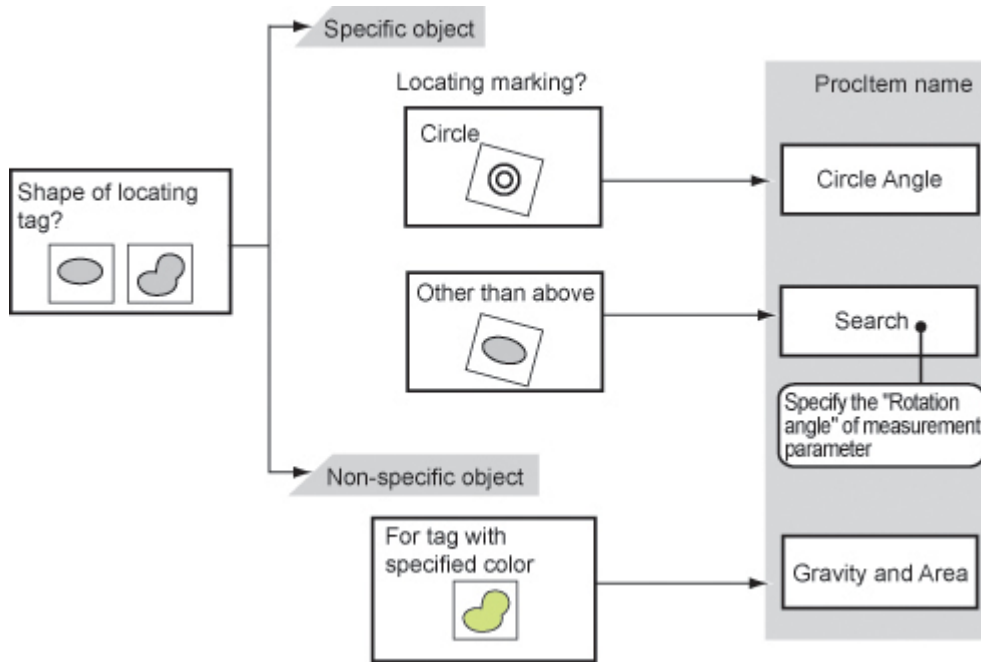 Specific object
Locating marking?
ProcItem name
Circle
Circle Angle
Shape of locating
tag?
Other than above
Search
Specify the "Rotation
angle" of measurement
parameter
Non-specific object
For tag with
specified color
Gravity and Area